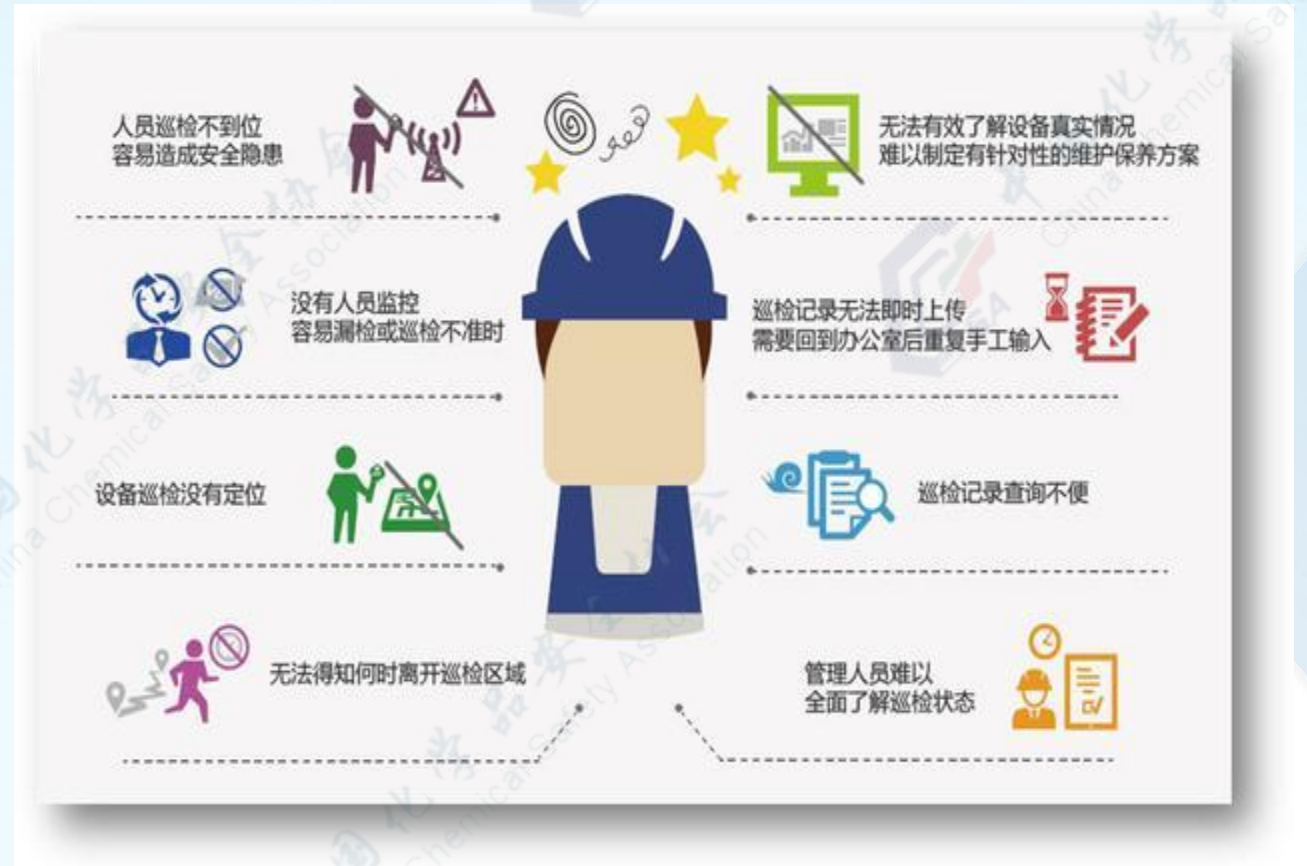 人员巡检不到位
容易造成安全隐患
无法有效了解设备真实情况
难以制定有针对性的维护保养方案
没有人员监控
容易漏检或巡检不准时
巡检记录无法即时上传
需要回到办公室后重复手工输入
设备巡检没有定位
巡检记录查询不便
无法得知何时离开巡检区域
管理人员难以
全面了解巡检状态